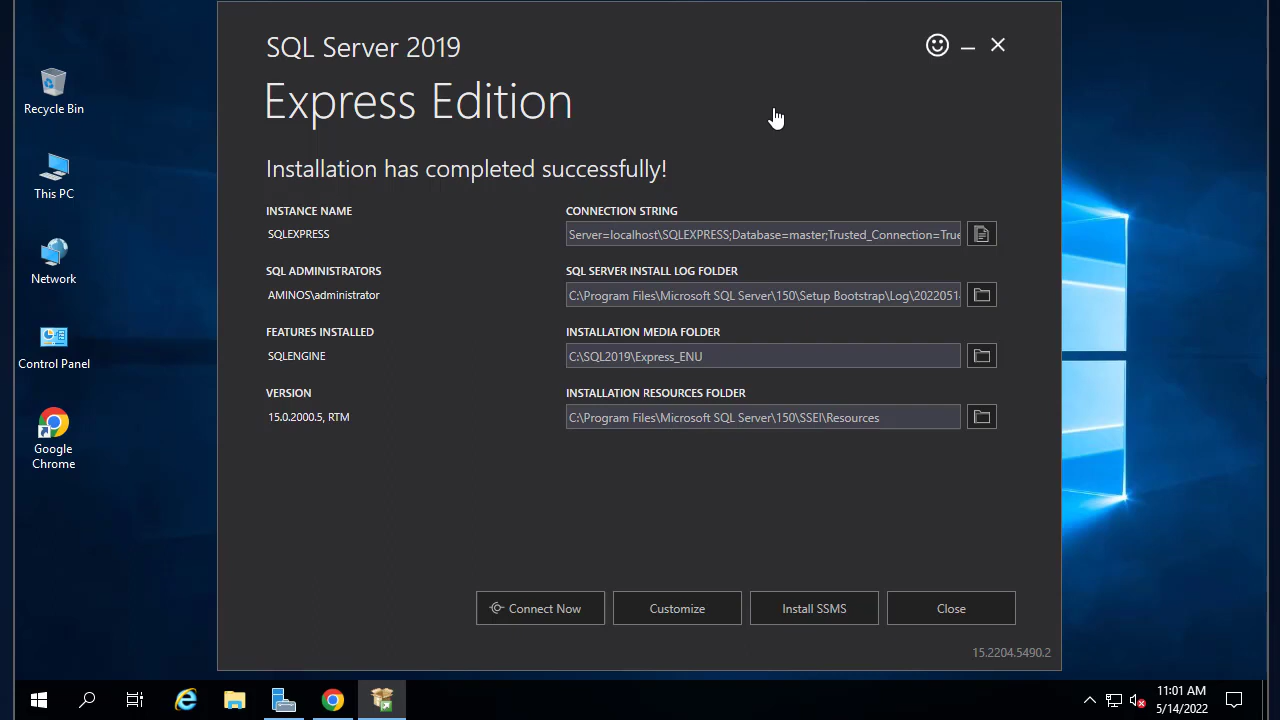 SQL Server 2019
Express Edition
Installation has completed successfully!
INSTANCE NAME
SQLEXPRESS
CONNECTION STRING
Server=localhost\SQLEXPRESS;Database=master;Trusted_Connection=True
SQL ADMINISTRATORS
AMINOS\administrator
SQL SERVER INSTALL LOG FOLDER
C:\Program Files\Microsoft SQL Server\150\Setup Bootstrap\Log\2022051
FEATURES INSTALLED
SQLENGINE
INSTALLATION MEDIA FOLDER
C:\SQL2019\Express_ENU
VERSION
15.0.2000.5, RTM
INSTALLATION RESOURCES FOLDER
C:\Program Files\Microsoft SQL Server\150\SSEI\Resources
Connect Now
Customize
Install SSMS
Close
15.2204.5490.2
Recycle Bin
This PC
Network
Control Panel
Google
Chrome
11:01 AM
5/14/2022